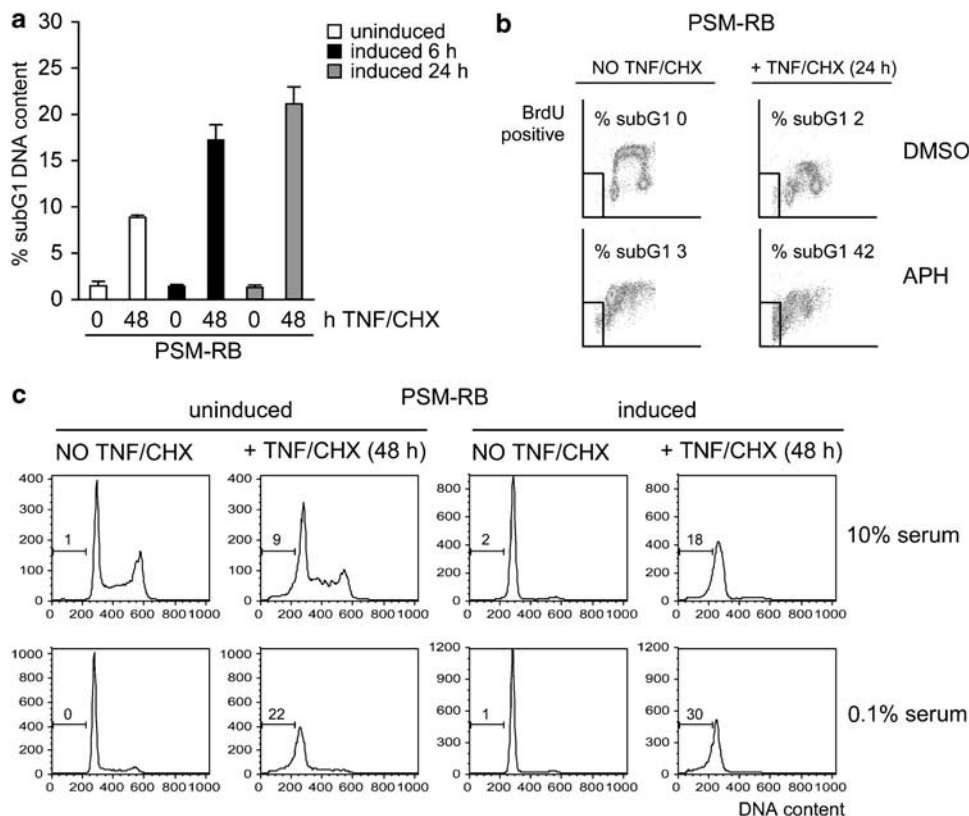 a
30
25
20
15
10
5
0
% subG1 DNA content
uninduced
induced 6 h
induced 24 h
0 48 0 48 0 48 h TNF/CHX
PSM-RB
b
PSM-RB
NO TNF/CHX + TNF/CHX (24 h)
BrdU
positive
% subG1 0 % subG1 2
DMSO
% subG1 3 % subG1 42
APH
c
PSM-RB
uninduced induced
NO TNF/CHX + TNF/CHX (48 h) NO TNF/CHX + TNF/CHX (48 h)
400
300
200
100
0
1
0 200 400 600 800 1000
400
300
200
100
0
9
0 200 400 600 800 1000
800
600
400
200
0
2
0 200 400 600 800 1000
800
600
400
200
0
18
0 200 400 600 800 1000
10% serum
1000
800
600
400
200
0
0
0 200 400 600 800 1000
1000
800
600
400
200
0
22
0 200 400 600 800 1000
1200
900
600
300
0
1
0 200 400 600 800 1000
1200
900
600
300
0
30
0 200 400 600 800 1000
0.1% serum
DNA content